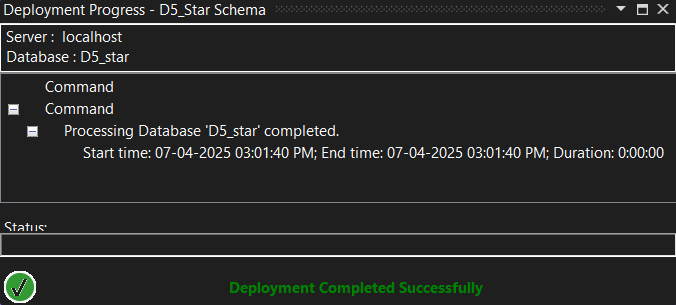 Deployment Progress - D5_Star Schema
Server : localhost
Database : D5_star
Command
Command
Processing Database 'D5_star' completed.
Start time: 07-04-2025 03:01:40 PM; End time: 07-04-2025 03:01:40 PM; Duration: 0:00:00
Status:
Deployment Completed Successfully